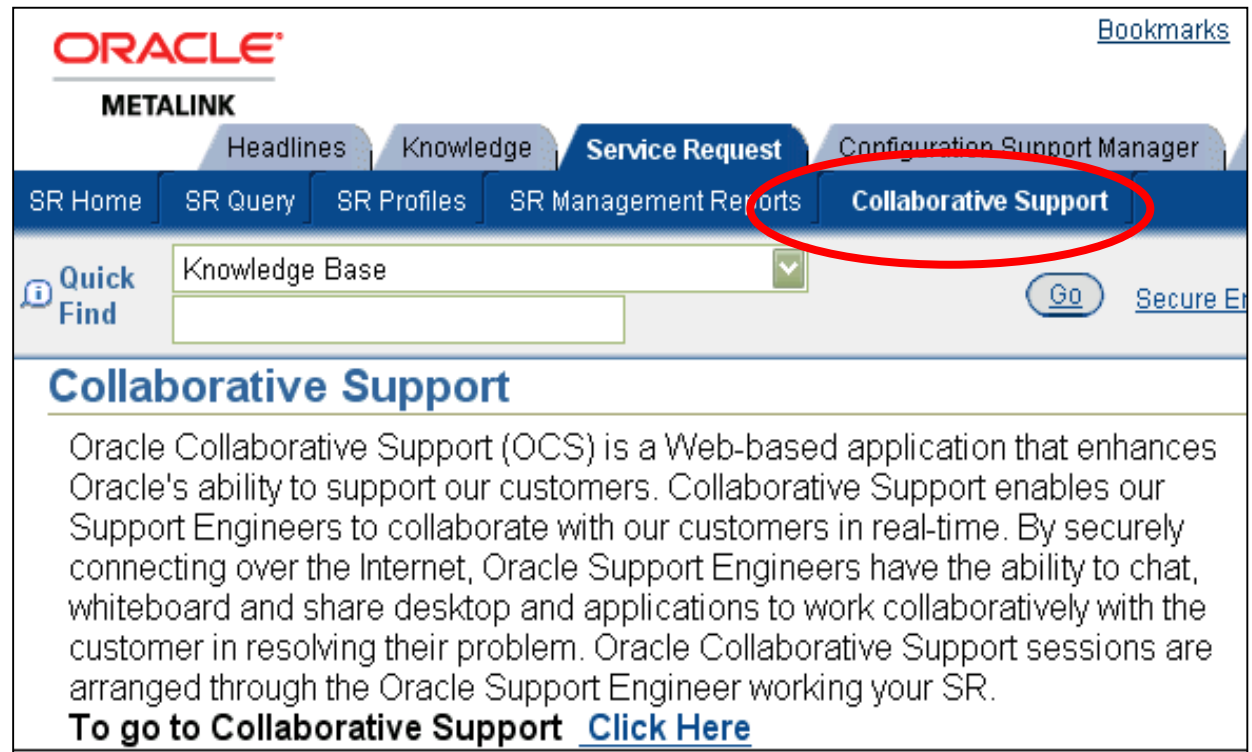 ORACLE
Bookmarks
METALINK
Headlines Knowledge Service Request Configuration Support Manager
SR Home SR Query SR Profiles SR Management Reports Collaborative Support
Quick Find Knowledge Base
Go Secure
Collaborative Support
Oracle Collaborative Support (OCS) is a Web-based application that enhances
Oracle's ability to support our customers. Collaborative Support enables our
Support Engineers to collaborate with our customers in real-time. By securely
connecting over the Internet, Oracle Support Engineers have the ability to chat,
whiteboard and share desktop and applications to work collaboratively with the
customer in resolving their problem. Oracle Collaborative Support sessions are
arranged through the Oracle Support Engineer working your SR.
To go to Collaborative Support Click Here